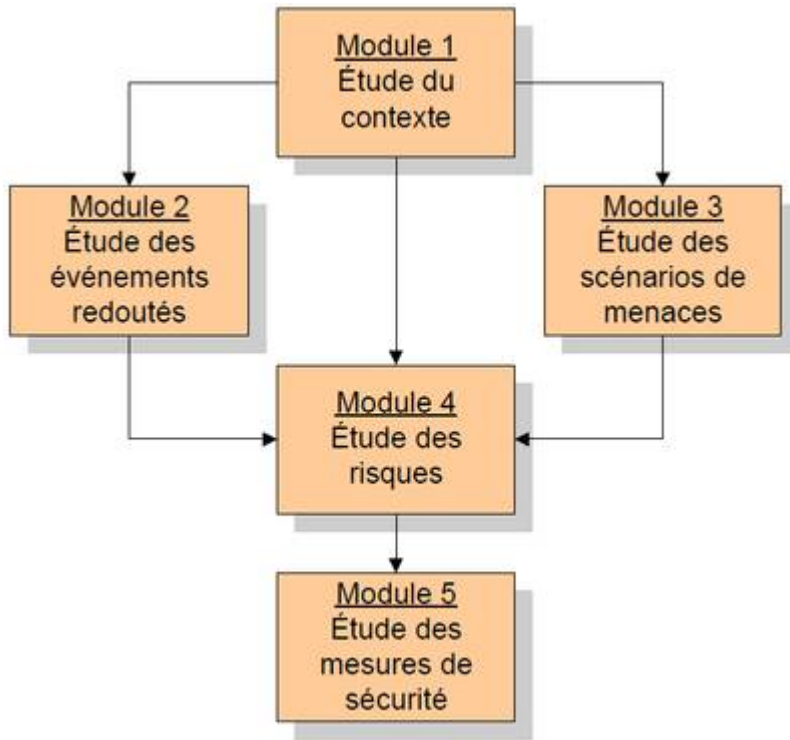 Module 1
Étude du
contexte
Module 2
Étude des
événements
redoutés
Module 3
Étude des
scénarios de
menaces
Module 4
Étude des
risques
Module 5
Étude des
mesures de
sécurité